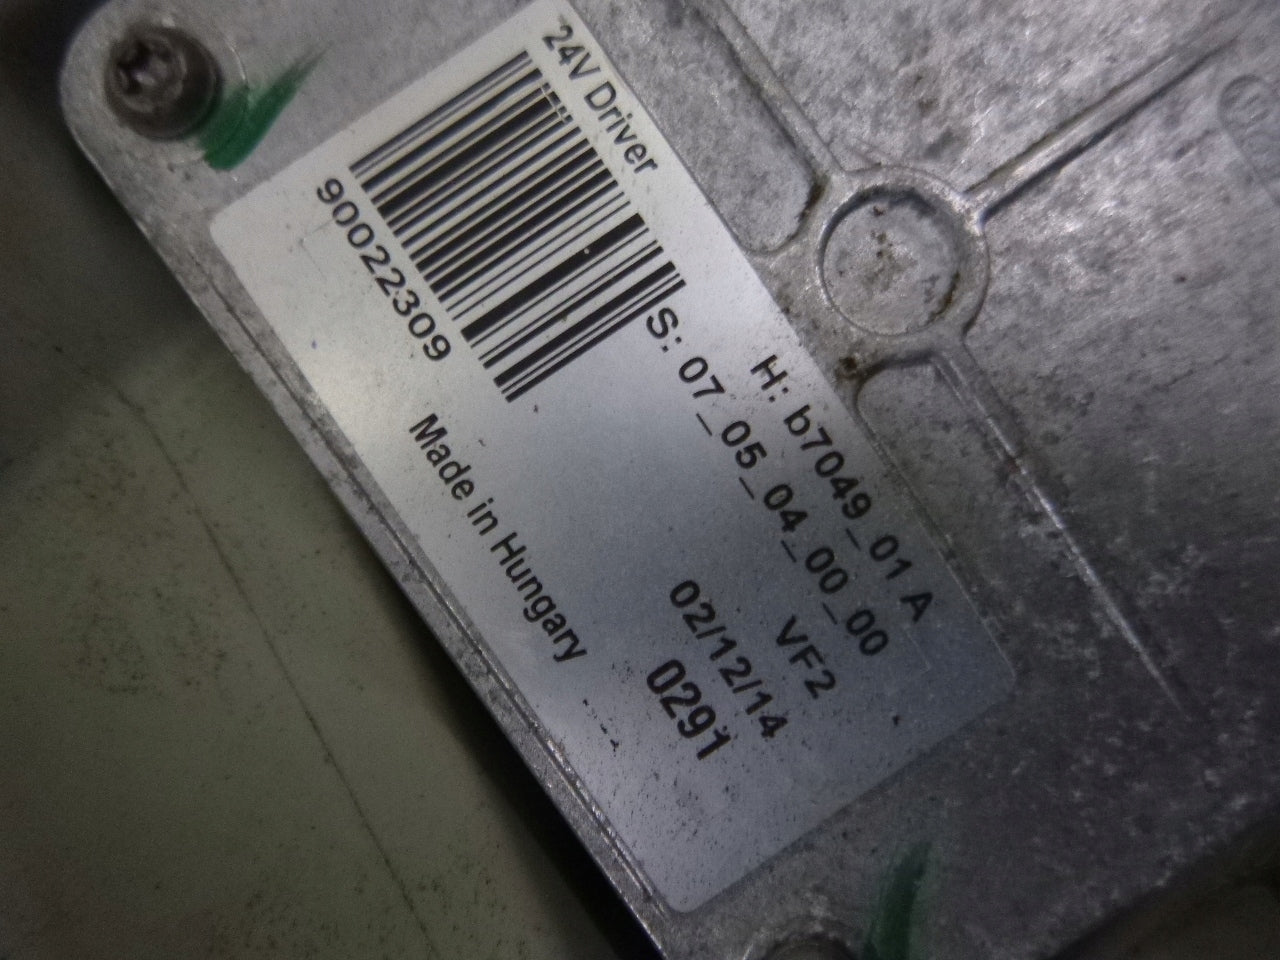 24V Driver
90022309
H: b7049_01 A
S: 07_05_04_00_00
VF2
Made in Hungary
02/12/14
0291